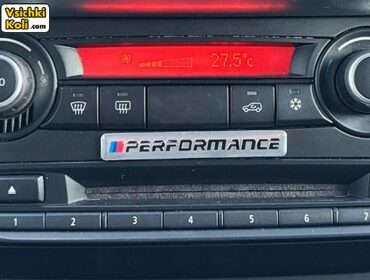 Vsichki
Koli.com
27.5°C
PERFORMANCE
1 2 3 4 5 6 7